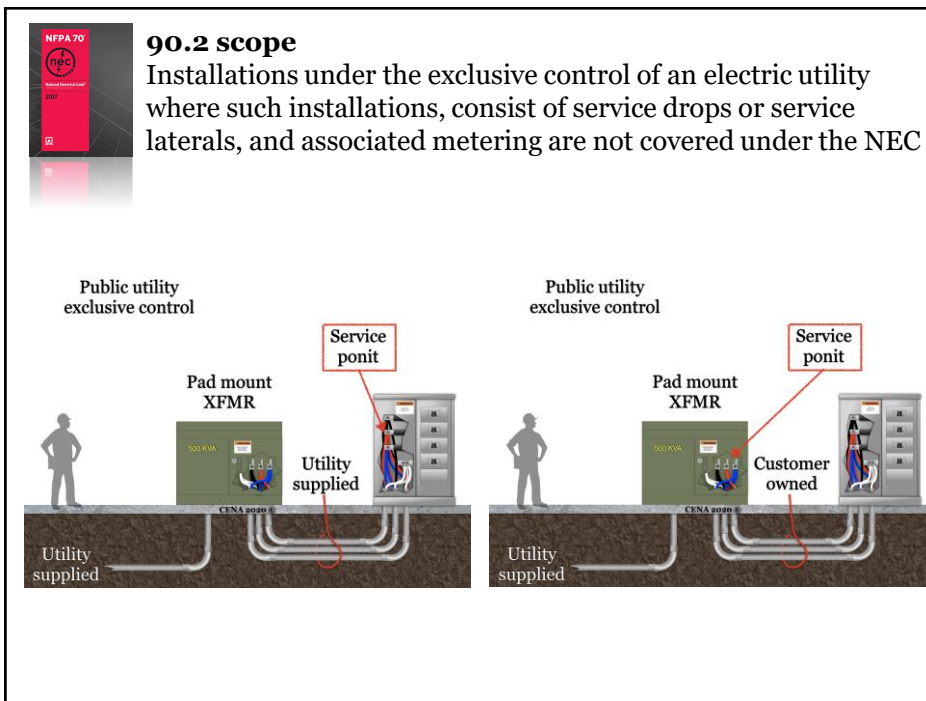 NFPA 70
nec
National Electrical Code
2017
90.2 scope
Installations under the exclusive control of an electric utility
where such installations, consist of service drops or service
laterals, and associated metering are not covered under the NEC
Public utility
exclusive control
Service
ponit
Pad mount
XFMR
500 KVA
Utility
supplied
CENA 2020 ©
Utility
supplied
Public utility
exclusive control
Service
ponit
Pad mount
XFMR
500 KVA
Customer
owned
CENA 2020 ©
Utility
supplied